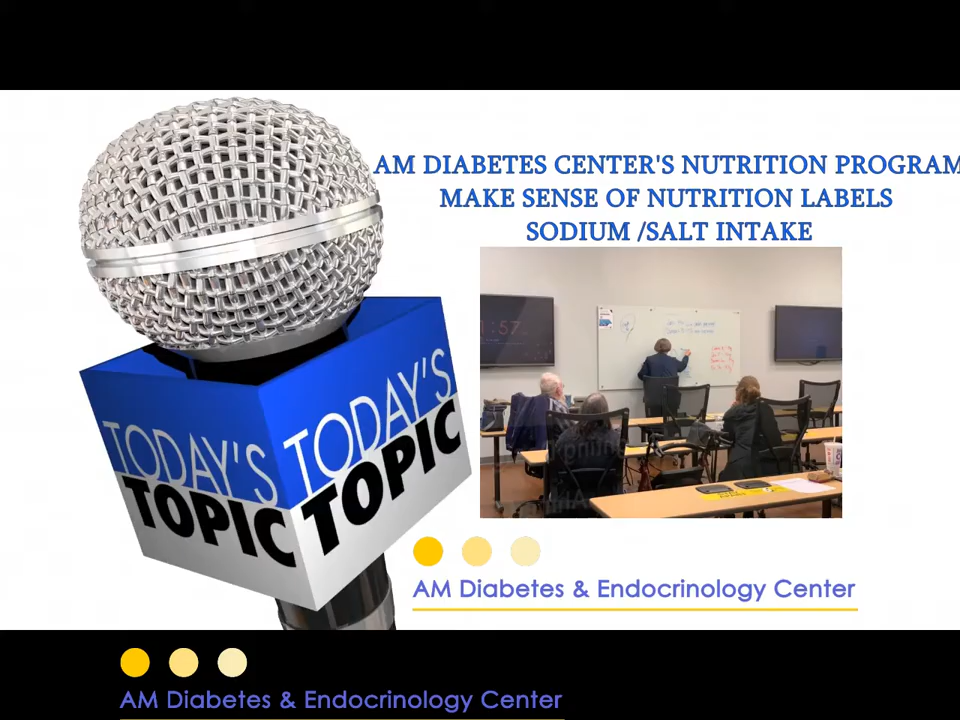 AM DIABETES CENTER'S NUTRITION PROGRAM
MAKE SENSE OF NUTRITION LABELS
SODIUM /SALT INTAKE
TODAY'S
TOPIC
TODAY'S
TOPIC
AM Diabetes & Endocrinology Center
AM Diabetes & Endocrinology Center